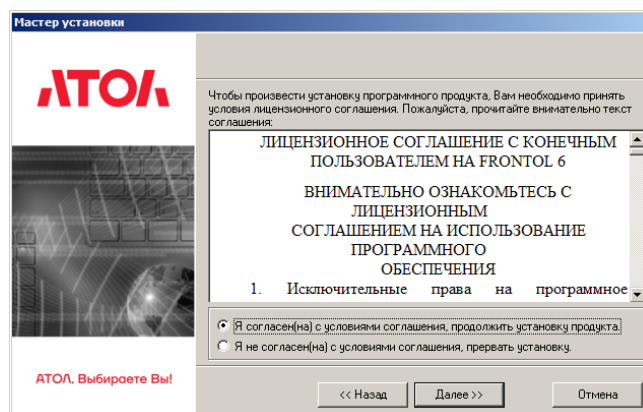 Мастер установки
АТОЛ
Чтобы произвести установку программного продукта, Вам необходимо принять
условия лицензионного соглашения. Пожалуйста, прочитайте внимательно текст
соглашения:
ЛИЦЕНЗИОННОЕ СОГЛАШЕНИЕ С КОНЕЧНЫМ
ПОЛЬЗОВАТЕЛЕМ НА FRONTOL 6
ВНИМАТЕЛЬНО ОЗНАКОМЬТЕСЬ С
ЛИЦЕНЗИОННЫМ
СОГЛАШЕНИЕМ НА ИСПОЛЬЗОВАНИЕ
ПРОГРАММНОГО
ОБЕСПЕЧЕНИЯ
1. Исключительные права на программное
Я согласен(на) с условиями соглашения, продолжить установку продукта.
Я не согласен(на) с условиями соглашения, прервать установку.
АТОЛ. Выбираете Вы!
<< Назад
Далее >>
Отмена